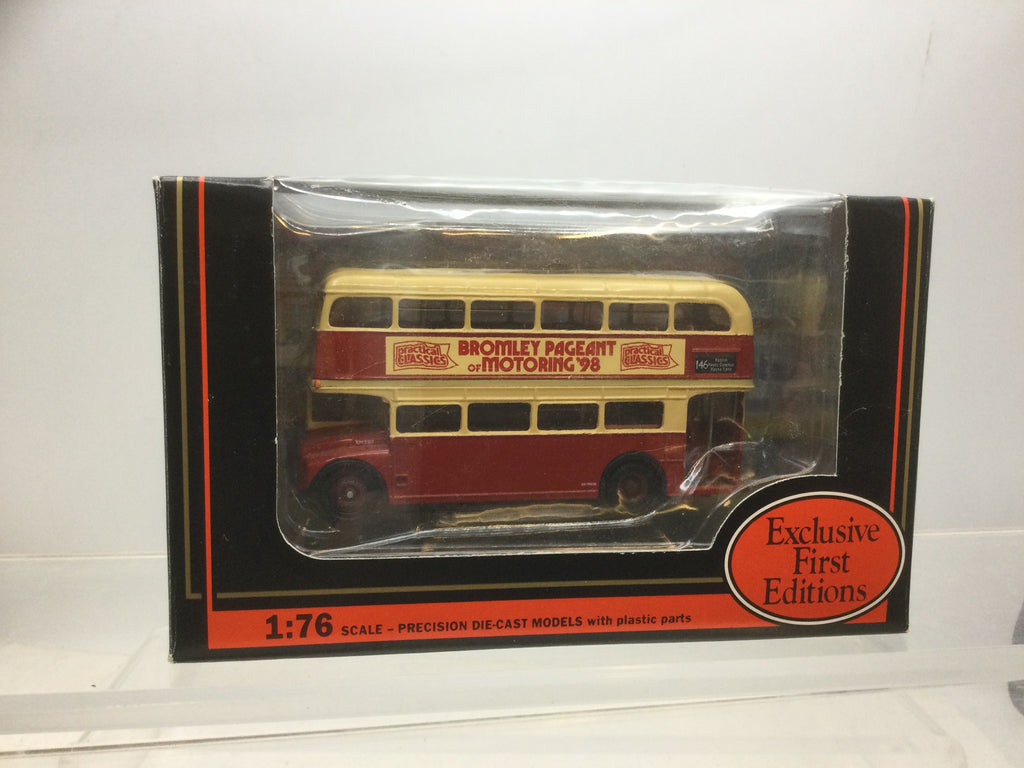 practical
CLASSICS
BROMLEY PAGEANT
OF MOTORING '98
practical
CLASSICS
146
Exclusive
First
Editions
1:76 SCALE – PRECISION DIE-CAST MODELS with plastic parts